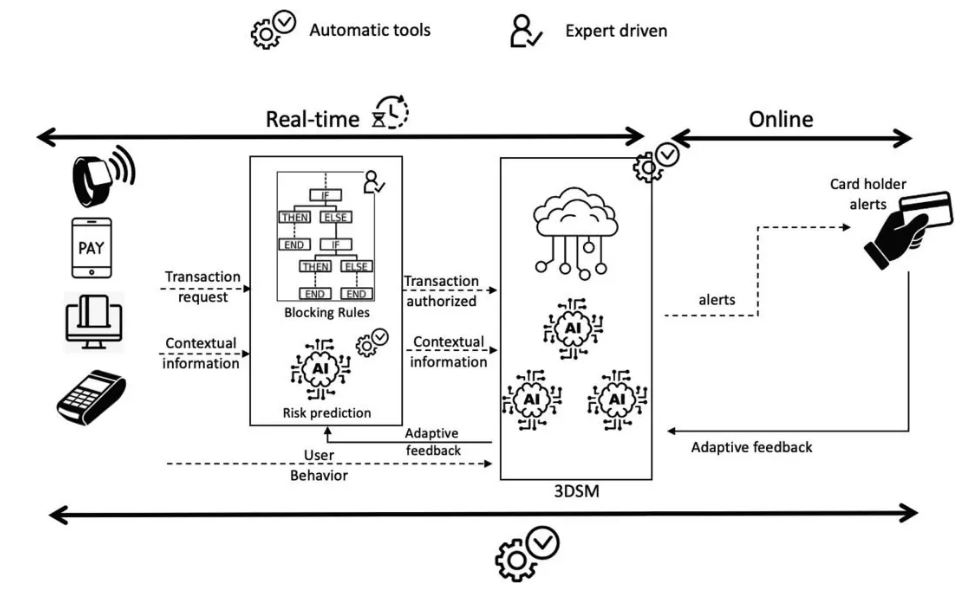 Automatic tools
Expert driven
Real-time
Online
Card holder
alerts
PAY
IF
THEN ELSE
END IF
THEN ELSE
END END
Blocking Rules
Transaction
request
Transaction
authorized
alerts
Contextual
information
Contextual
information
AI
AI
AI AI
Risk prediction
Adaptive
feedback
Adaptive feedback
User
Behavior
3DSM